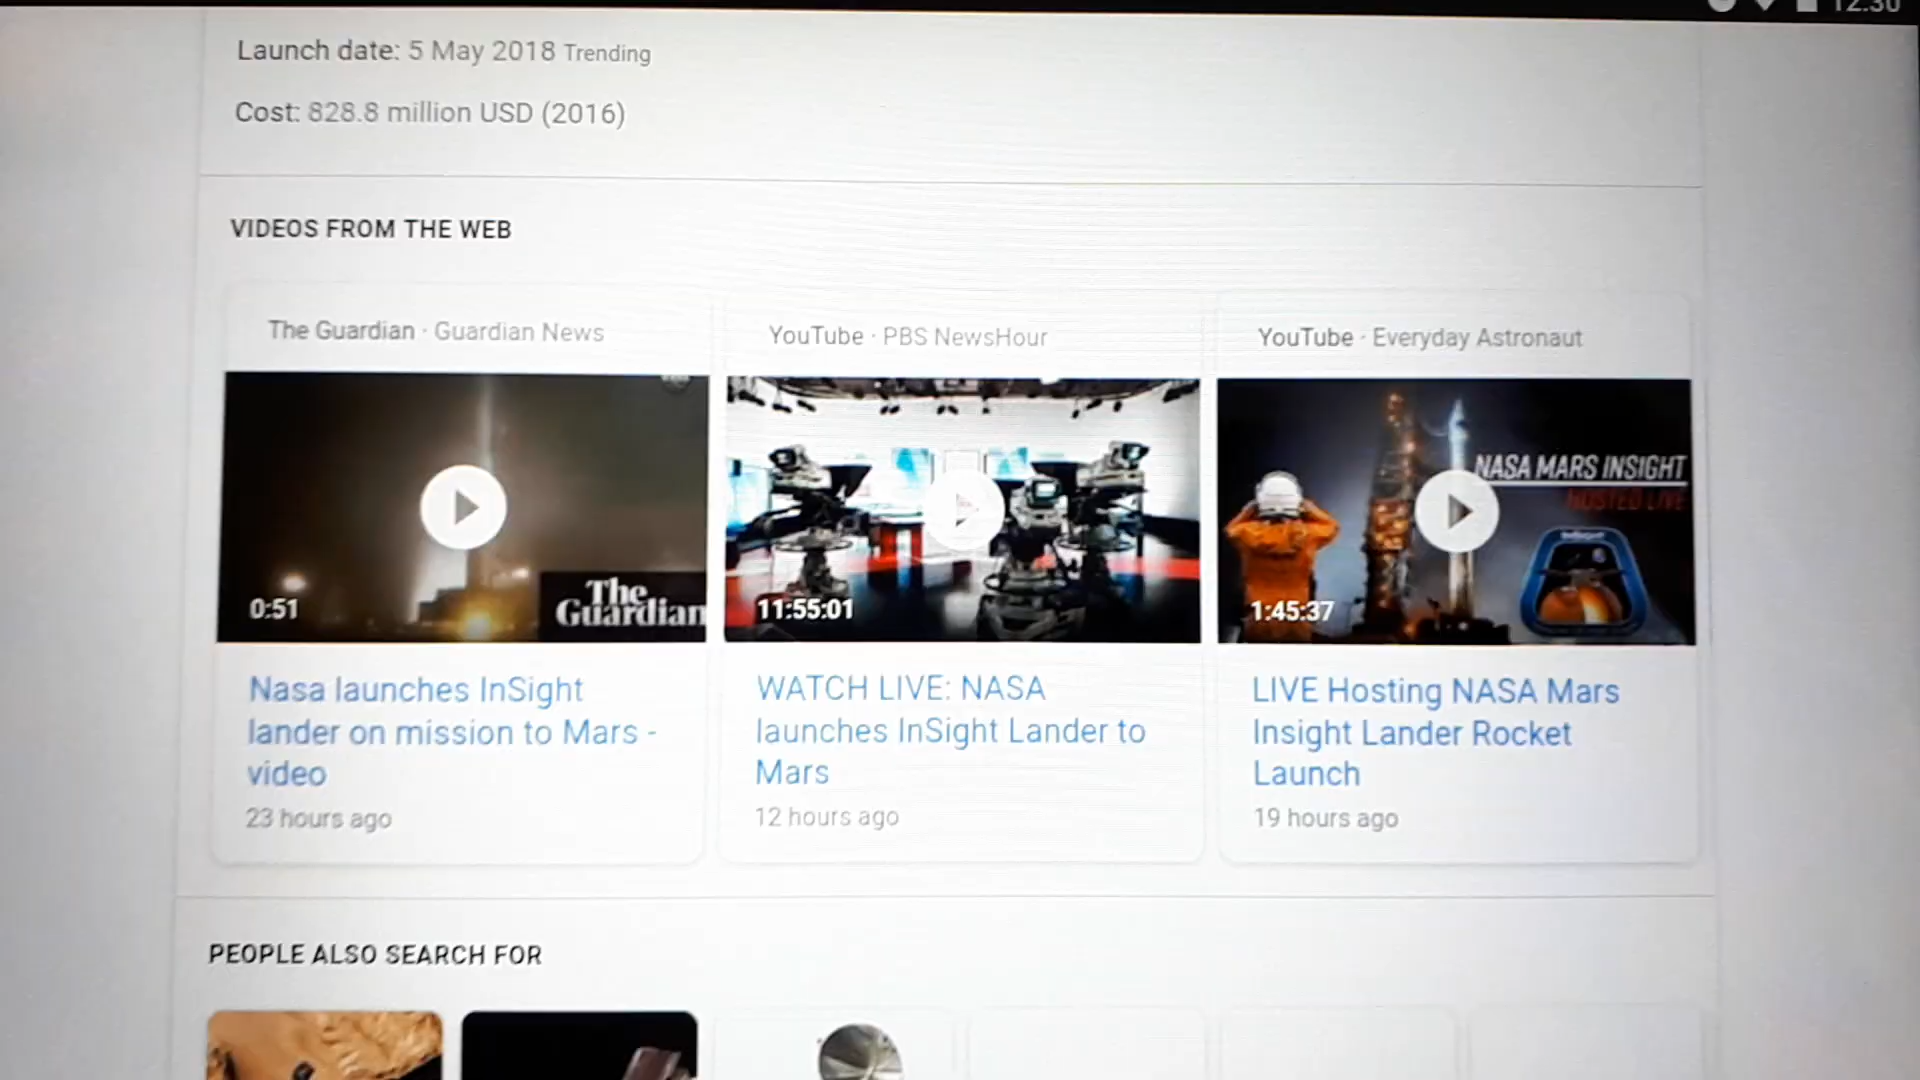 12:30
Launch date: 5 May 2018 Trending
Cost: 828.8 million USD (2016)
VIDEOS FROM THE WEB
The Guardian · Guardian News
YouTube · PBS NewsHour
YouTube · Everyday Astronaut
NASA MARS INSIGHT
HOSTED LIVE
0:51
The
Guardian
11:55:01
1:45:37
Nasa launches InSight
lander on mission to Mars -
video
23 hours ago
WATCH LIVE: NASA
launches InSight Lander to
Mars
12 hours ago
LIVE Hosting NASA Mars
Insight Lander Rocket
Launch
19 hours ago
PEOPLE ALSO SEARCH FOR